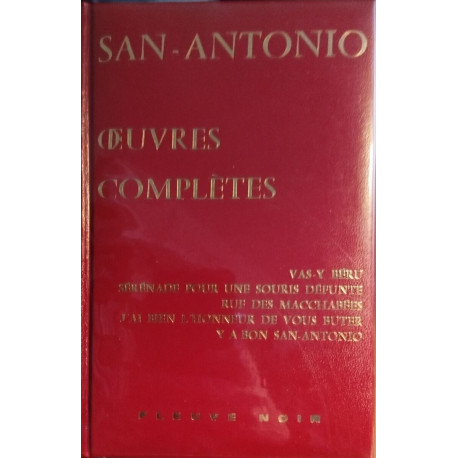 SAN-ANTONIO
ŒUVRES
COMPLÈTES
VAS-Y BÉRU
SÉRÉNADE POUR UNE SOURIS DÉFUNTE
RUE DES MACCHABÉES
J'AI BIEN L'HONNEUR DE VOUS BUTER
Y A BON SAN-ANTONIO
FLEUVE NOIR